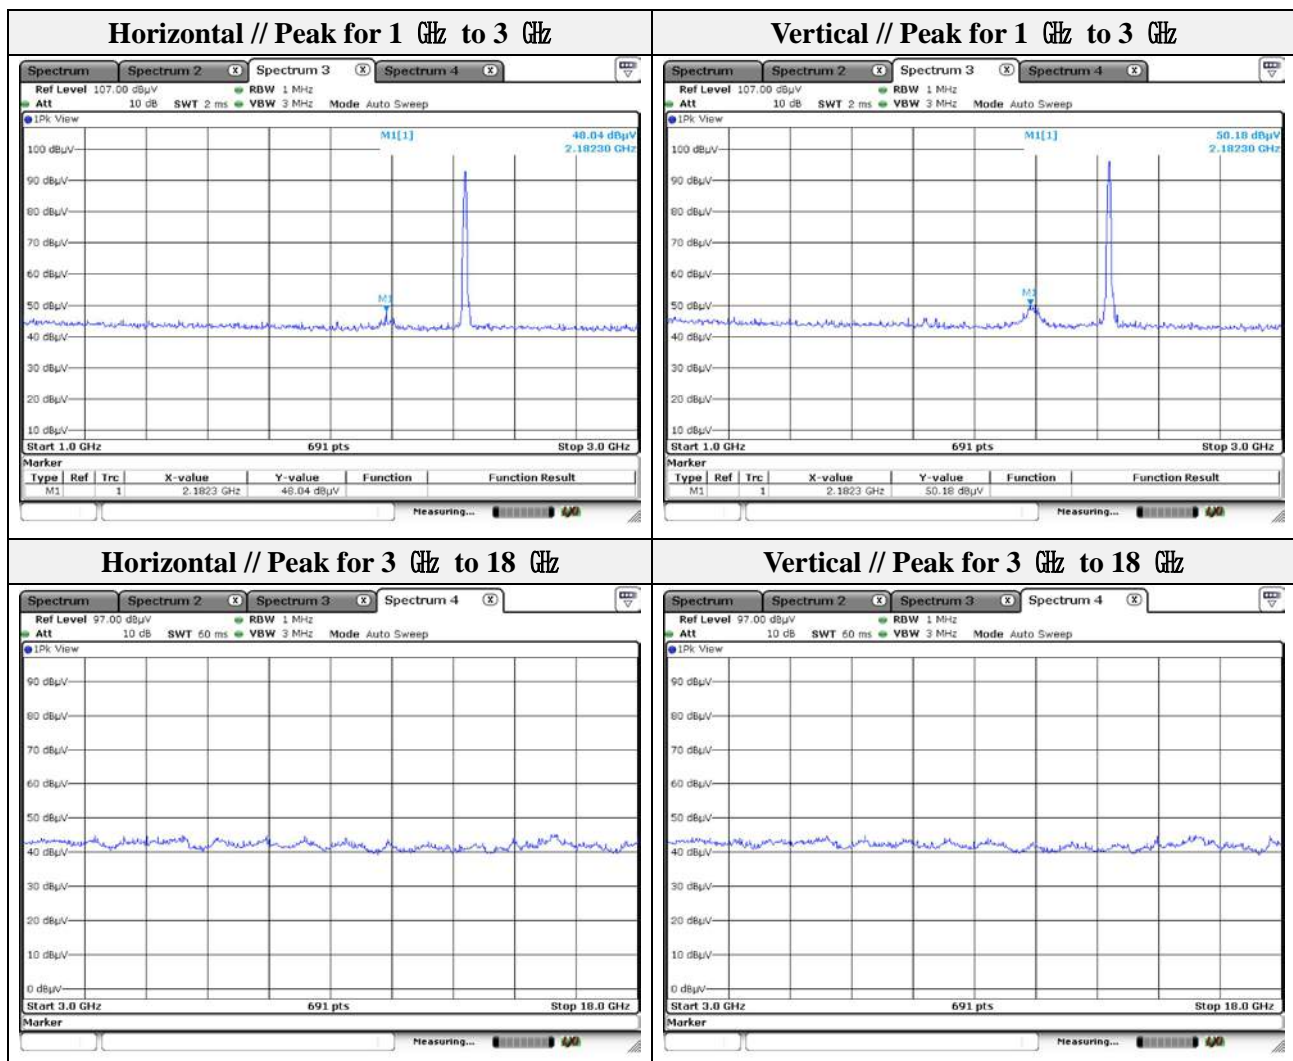 Horizontal // Peak for 1 ㎓ to 3 ㎓
Spectrum Spectrum 2 Spectrum 3 Spectrum 4
Ref Level 107.00 dBµV RBW 1 MHz
Att 10 dB SWT 2 ms VBW 3 MHz Mode Auto Sweep
1Pk View
M1[1] 48.04 dBµV
2.18230 GHz
100 dBµV
90 dBµV
80 dBµV
70 dBµV
60 dBµV
50 dBµV
M1
40 dBµV
30 dBµV
20 dBµV
10 dBµV
Start 1.0 GHz 691 pts Stop 3.0 GHz
Marker
Type Ref Trc X-value Y-value Function Function Result
M1 1 2.1823 GHz 48.04 dBµV
Measuring...
Vertical // Peak for 1 ㎓ to 3 ㎓
Spectrum Spectrum 2 Spectrum 3 Spectrum 4
Ref Level 107.00 dBµV RBW 1 MHz
Att 10 dB SWT 2 ms VBW 3 MHz Mode Auto Sweep
1Pk View
M1[1] 50.18 dBµV
2.18230 GHz
100 dBµV
90 dBµV
80 dBµV
70 dBµV
60 dBµV
50 dBµV
M1
40 dBµV
30 dBµV
20 dBµV
10 dBµV
Start 1.0 GHz 691 pts Stop 3.0 GHz
Marker
Type Ref Trc X-value Y-value Function Function Result
M1 1 2.1823 GHz 50.18 dBµV
Measuring...
Horizontal // Peak for 3 ㎓ to 18 ㎓
Spectrum Spectrum 2 Spectrum 3 Spectrum 4
Ref Level 97.00 dBµV RBW 1 MHz
Att 10 dB SWT 60 ms VBW 3 MHz Mode Auto Sweep
1Pk View
90 dBµV
80 dBµV
70 dBµV
60 dBµV
50 dBµV
40 dBµV
30 dBµV
20 dBµV
10 dBµV
0 dBµV
Start 3.0 GHz 691 pts Stop 18.0 GHz
Marker
Measuring...
Vertical // Peak for 3 ㎓ to 18 ㎓
Spectrum Spectrum 2 Spectrum 3 Spectrum 4
Ref Level 97.00 dBµV RBW 1 MHz
Att 10 dB SWT 60 ms VBW 3 MHz Mode Auto Sweep
1Pk View
90 dBµV
80 dBµV
70 dBµV
60 dBµV
50 dBµV
40 dBµV
30 dBµV
20 dBµV
10 dBµV
0 dBµV
Start 3.0 GHz 691 pts Stop 18.0 GHz
Marker
Measuring...